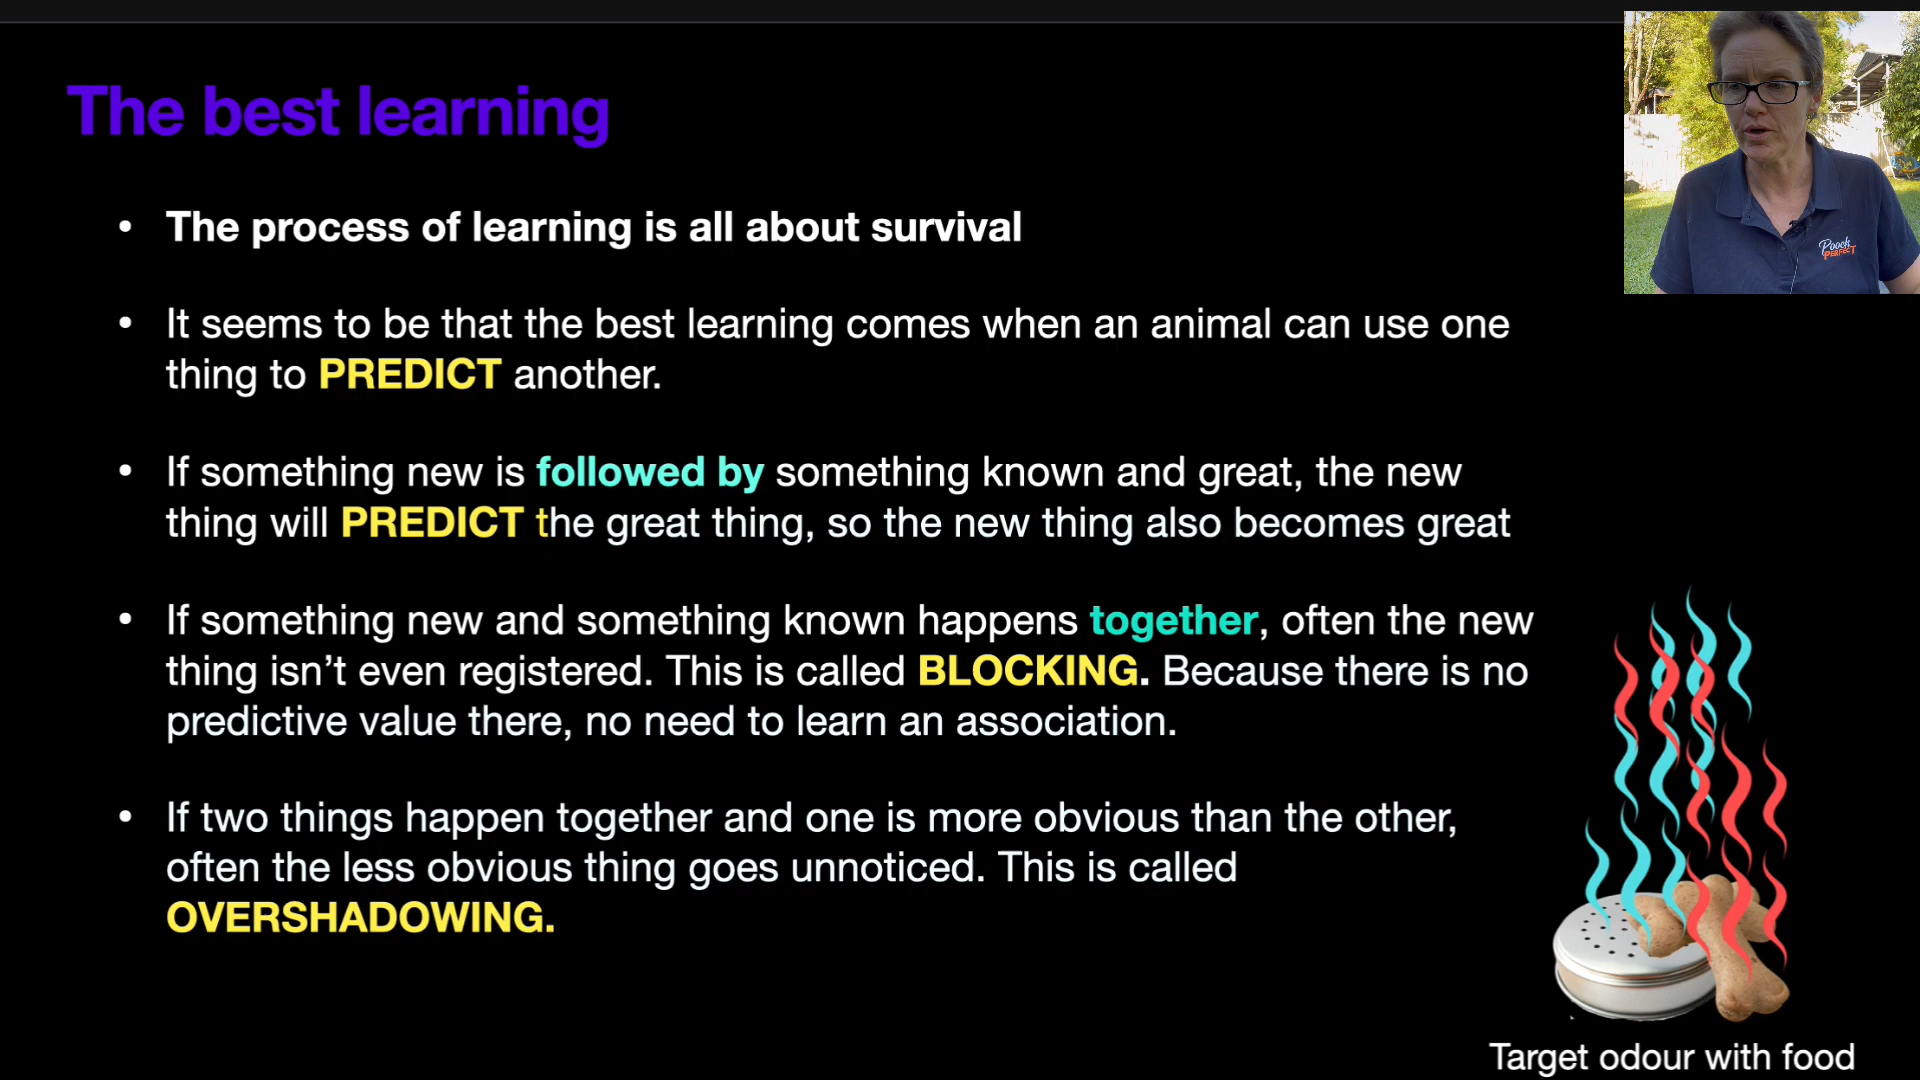 The best learning
• The process of learning is all about survival
• It seems to be that the best learning comes when an animal can use one
thing to PREDICT another.
• If something new is followed by something known and great, the new
thing will PREDICT the great thing, so the new thing also becomes great
• If something new and something known happens together, often the new
thing isn’t even registered. This is called BLOCKING. Because there is no
predictive value there, no need to learn an association.
• If two things happen together and one is more obvious than the other,
often the less obvious thing goes unnoticed. This is called
OVERSHADOWING.
Pooch
PERFECT
Target odour with food